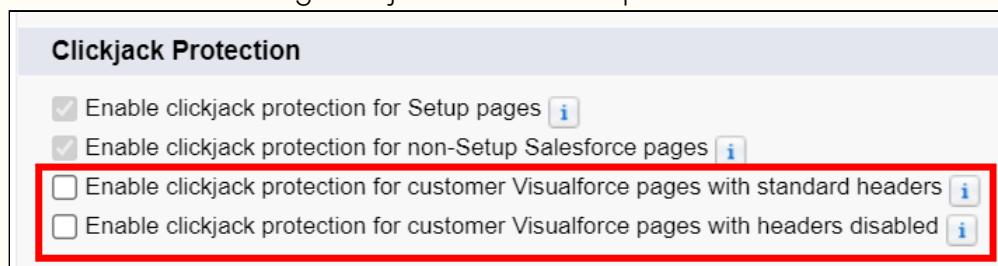 Clickjack Protection
Enable clickjack protection for Setup pages i
Enable clickjack protection for non-Setup Salesforce pages i
Enable clickjack protection for customer Visualforce pages with standard headers i
Enable clickjack protection for customer Visualforce pages with headers disabled i